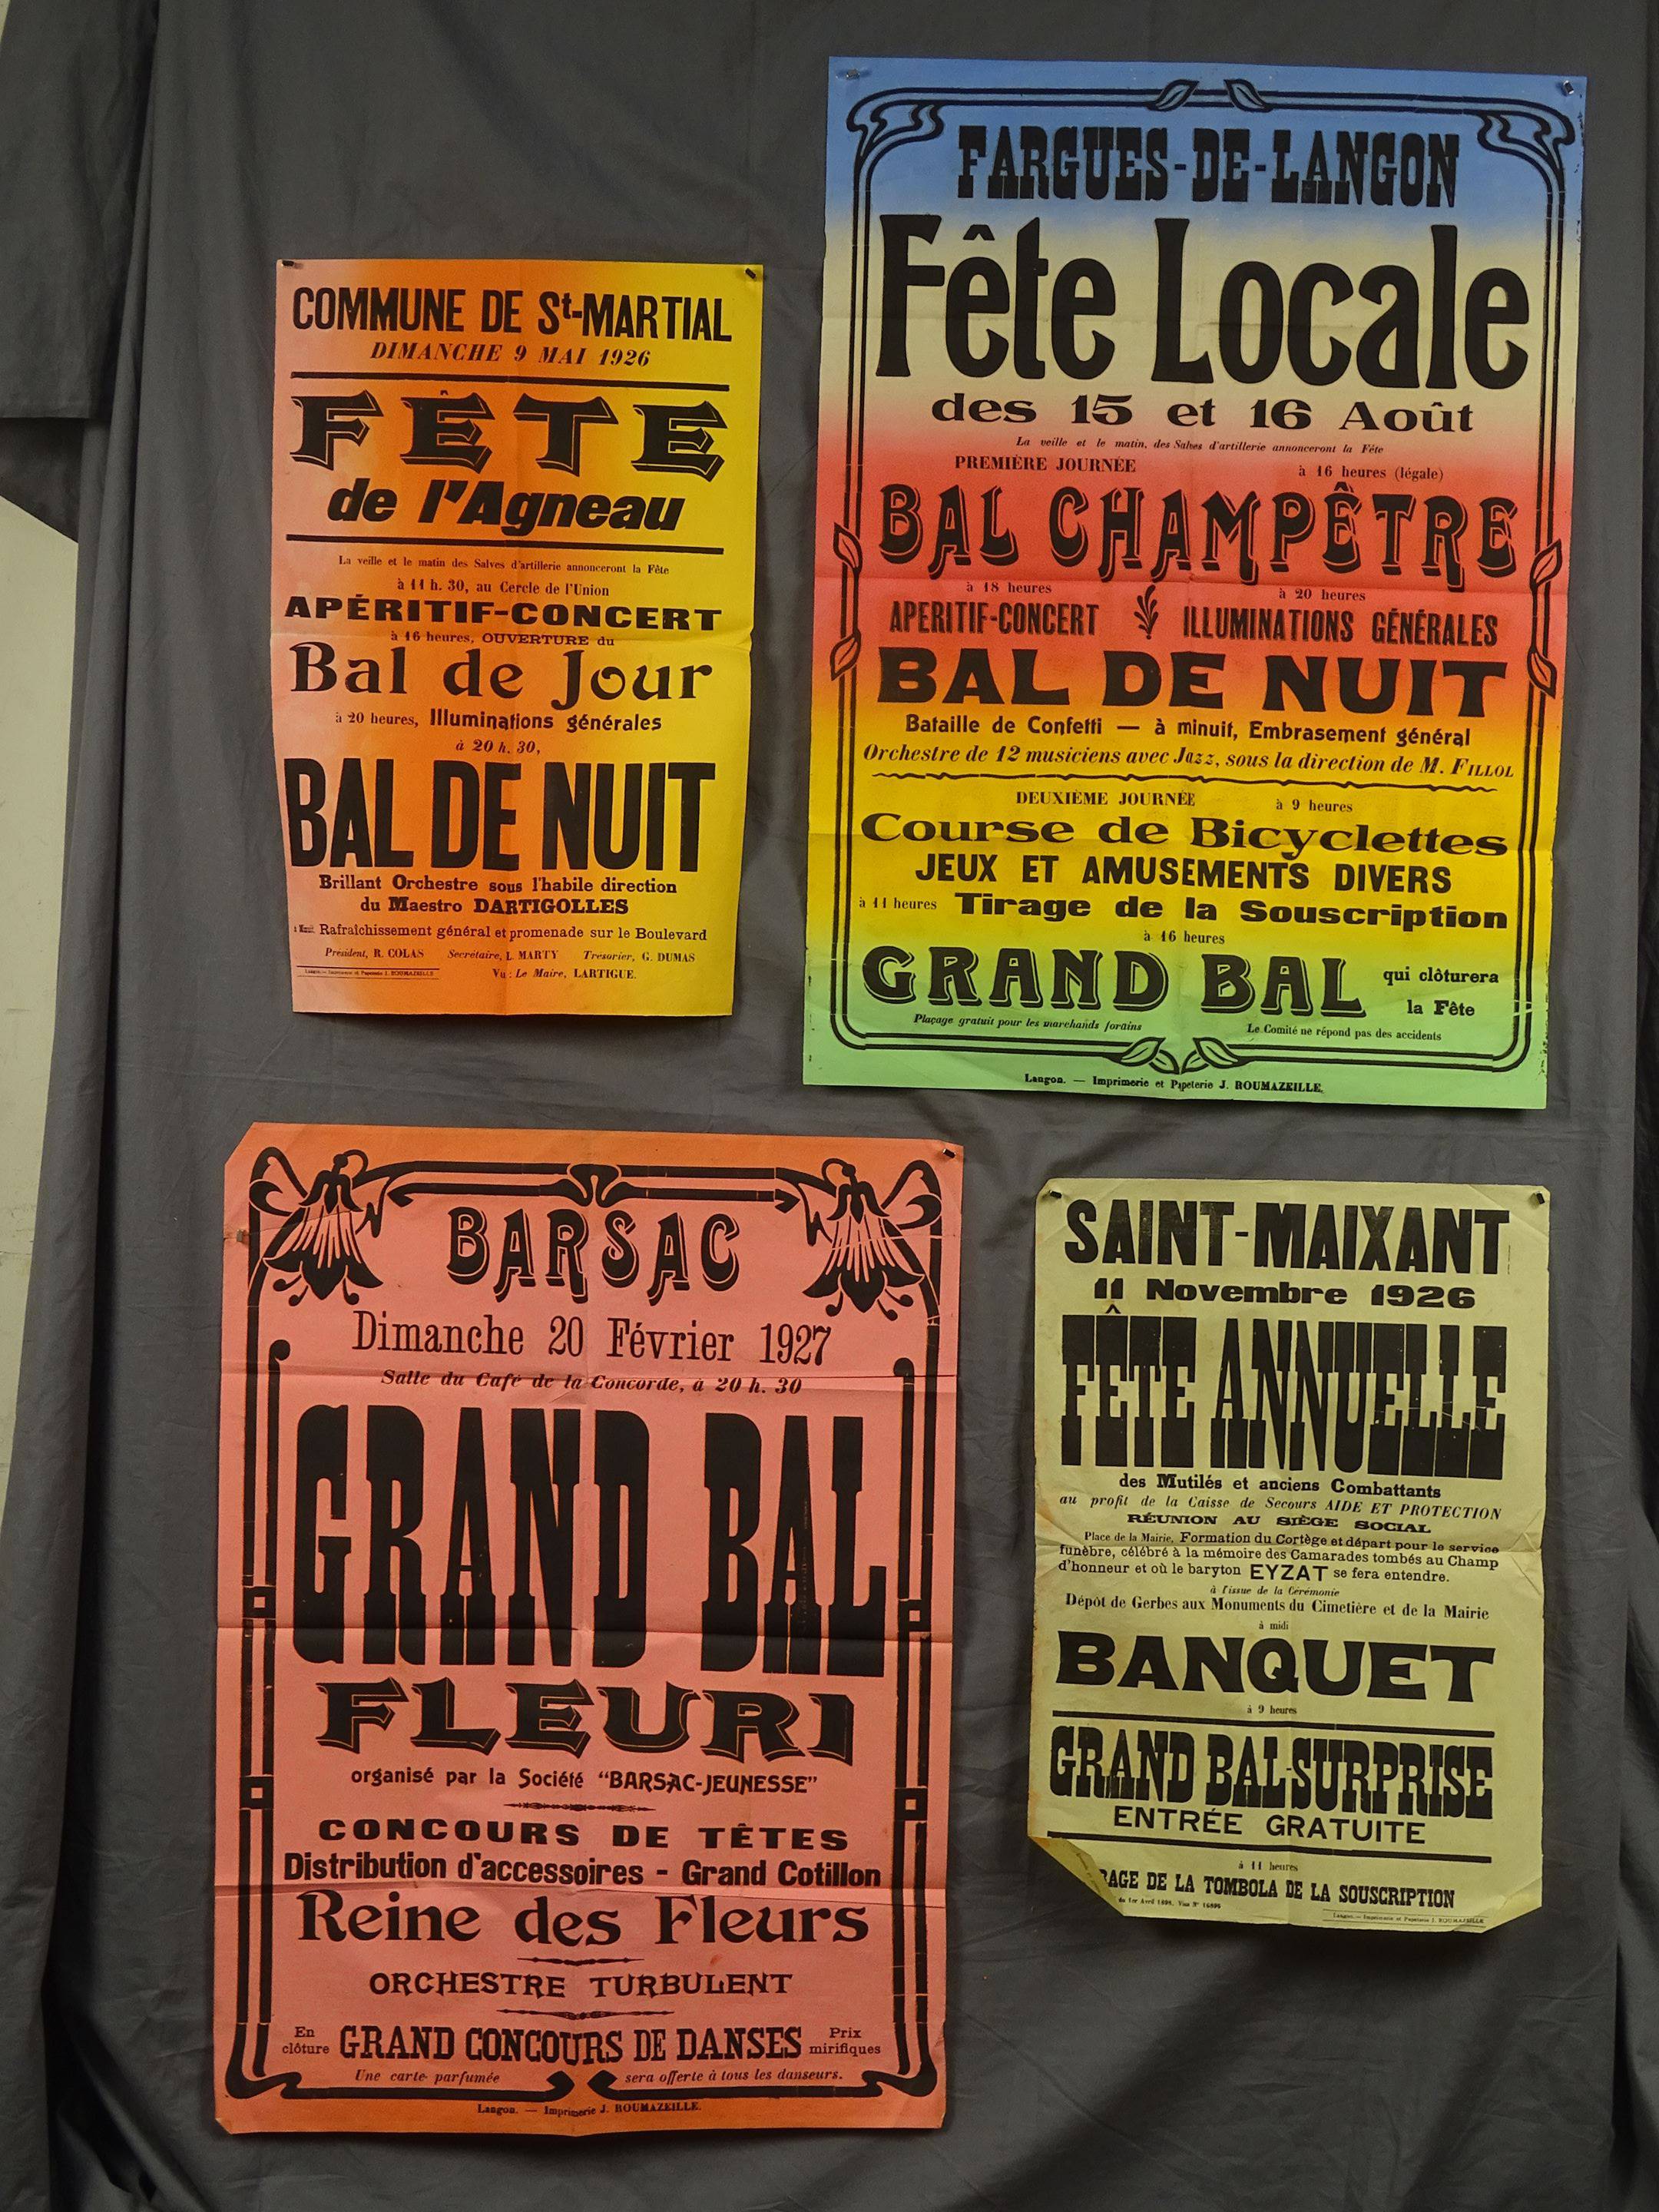 COMMUNE DE St-MARTIAL
DIMANCHE 9 MAI 1926
FÊTE
de l'Agneau
La veille et le matin des Salves d'artillerie annonceront la Fête
à 11 h. 30, au Cercle de l'Union
APÉRITIF-CONCERT
à 16 heures, OUVERTURE du
Bal de Jour
à 20 heures, Illuminations générales
à 20 h. 30,
BAL DE NUIT
Brillant Orchestre sous l'habile direction
du Maestro DARTIGOLLES
à Minuit Rafraîchissement général et promenade sur le Boulevard
Président, R. COLAS Secrétaire, L. MARTY Trésorier, G. DUMAS
Langon.— Imprimerie et Papeterie J. ROUMAZEILLE Vu : Le Maire, LARTIGUE.
FARGUES-DE-LANGON
Fête Locale
des 15 et 16 Août
La veille et le matin, des Salves d'artillerie annonceront la Fête
PREMIÈRE JOURNÉE à 16 heures (légale)
BAL CHAMPÊTRE
à 18 heures à 20 heures
APERITIF-CONCERT ILLUMINATIONS GÉNÉRALES
BAL DE NUIT
Bataille de Confetti — à minuit, Embrasement général
Orchestre de 12 musiciens avec Jazz, sous la direction de M. FILLOL
DEUXIÈME JOURNÉE à 9 heures
Course de Bicyclettes
JEUX ET AMUSEMENTS DIVERS
à 11 heures Tirage de la Souscription
à 16 heures
GRAND BAL qui clôturera la Fête
Plaçage gratuit pour les marchands forains Le Comité ne répond pas des accidents
Langon. — Imprimerie et Papeterie J. ROUMAZEILLE.
BARSAC
Dimanche 20 Février 1927
Salle du Café de la Concorde, à 20 h. 30
GRAND BAL
FLEURI
organisé par la Société "BARSAC-JEUNESSE"
CONCOURS DE TÊTES
Distribution d'accessoires - Grand Cotillon
Reine des Fleurs
ORCHESTRE TURBULENT
En clôture GRAND CONCOURS DE DANSES Prix mirifiques
Une carte parfumée sera offerte à tous les danseurs.
Langon. — Imprimerie J. ROUMAZEILLE.
SAINT-MAIXANT
11 Novembre 1926
FÊTE ANNUELLE
des Mutilés et anciens Combattants
au profit de la Caisse de Secours AIDE ET PROTECTION
RÉUNION AU SIÈGE SOCIAL
Place de la Mairie, Formation du Cortège et départ pour le service
funèbre, célébré à la mémoire des Camarades tombés au Champ
d'honneur et où le baryton EYZAT se fera entendre.
à l'issue de la Cérémonie
Dépôt de Gerbes aux Monuments du Cimetière et de la Mairie
à midi
BANQUET
à 9 heures
GRAND BAL-SURPRISE
ENTRÉE GRATUITE
à 11 heures
RAGE DE LA TOMBOLA DE LA SOUSCRIPTION
du 1er Avril
Langon.— Imprimerie et Papeterie J. ROUMAZEILLE